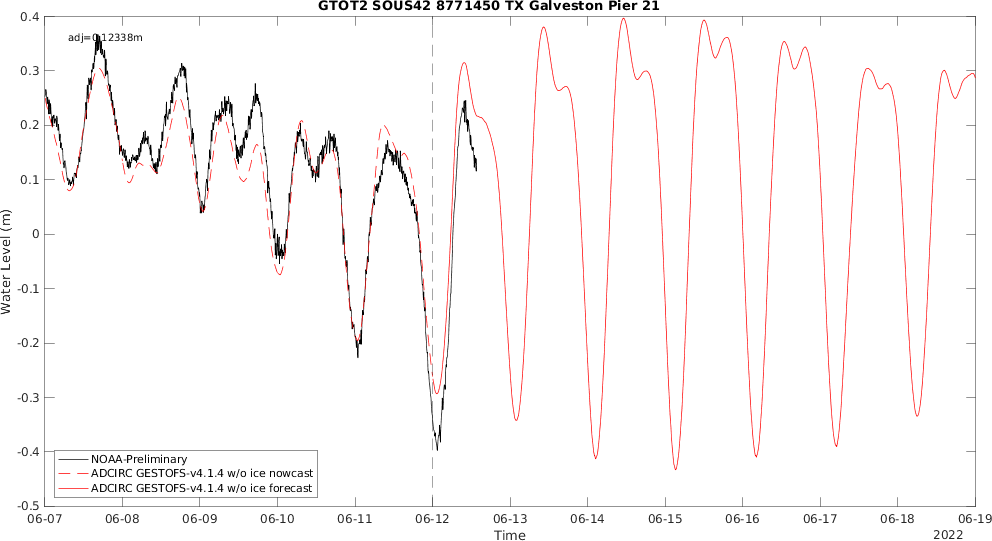 GTOT2 SOUS42 8771450 TX Galveston Pier 21
adj=0.12338m
0.4
0.3
0.2
0.1
0
-0.1
-0.2
-0.3
-0.4
-0.5
Water Level (m)
NOAA-Preliminary
ADCIRC GESTOFS-v4.1.4 w/o ice nowcast
ADCIRC GESTOFS-v4.1.4 w/o ice forecast
06-07 06-08 06-09 06-10 06-11 06-12 06-13 06-14 06-15 06-16 06-17 06-18 06-19
Time
2022